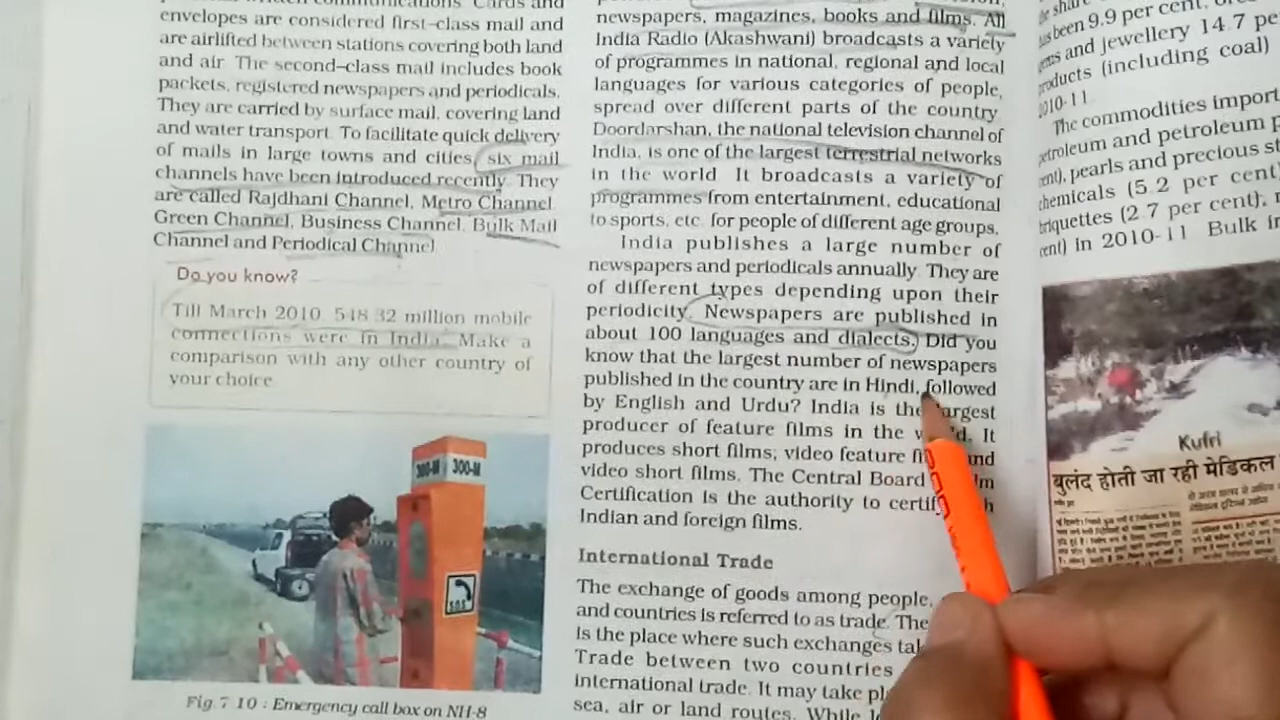 envelopes are considered first-class mail and
are airlifted between stations covering both land
and air. The second-class mail includes book
packets, registered newspapers and periodicals.
They are carried by surface mail, covering land
and water transport. To facilitate quick delivery
of mails in large towns and cities, six mail
channels have been introduced recently. They
are called Rajdhani Channel, Metro Channel,
Green Channel, Business Channel, Bulk Mail
Channel and Periodical Channel.
Do you know?
Till March 2010, 548.32 million mobile
connections were in India. Make a
comparison with any other country of
your choice.
300-M 300-M
S.O.S
Fig. 7.10 : Emergency call box on NH-8
newspapers, magazines, books and films. All
India Radio (Akashwani) broadcasts a variety
of programmes in national, regional and local
languages for various categories of people,
spread over different parts of the country.
Doordarshan, the national television channel of
India, is one of the largest terrestrial networks
in the world. It broadcasts a variety of
programmes from entertainment, educational
to sports, etc. for people of different age groups.
India publishes a large number of
newspapers and periodicals annually. They are
of different types depending upon their
periodicity. Newspapers are published in
about 100 languages and dialects. Did you
know that the largest number of newspapers
published in the country are in Hindi, followed
by English and Urdu? India is the largest
producer of feature films in the It
produces short films; video feature and
video short films. The Central Board
Certification is the authority to certify
Indian and foreign films.
International Trade
The exchange of goods among people,
and countries is referred to as trade. The
is the place where such exchanges
Trade between two countries
international trade. It may take
sea, air or land routes. While
been 9.9 per cent,
and jewellery 14.7
(including coal)
2010-11.
The commodities
petroleum and petroleum
pearls and precious
chemicals (5.2 per cent)
briquettes (2.7 per cent),
in 2010-11. Bulk
Kufri
बुलंद होती जा रही मेडिकल